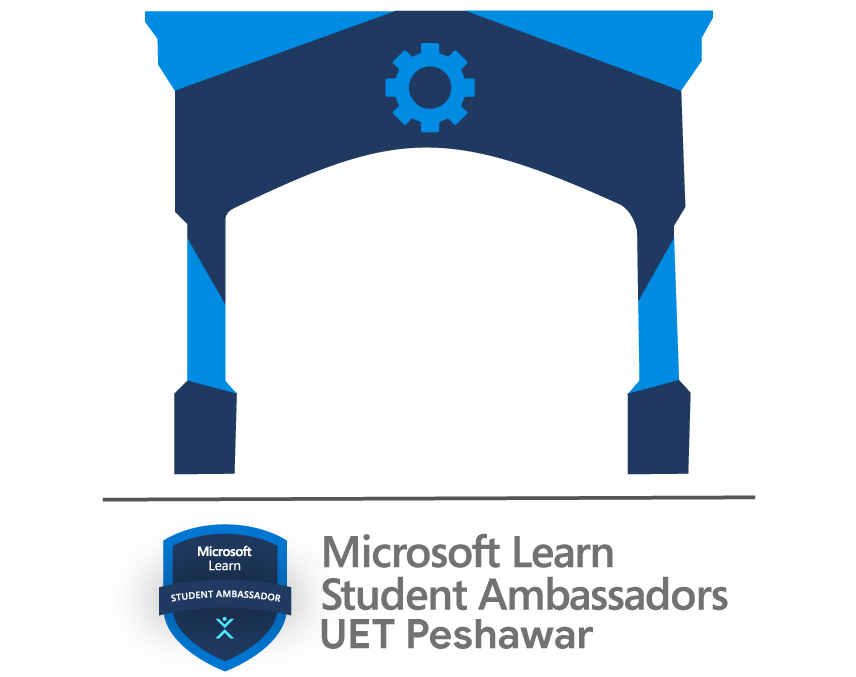 Microsoft
Learn
STUDENT AMBASSADOR
Microsoft Learn
Student Ambassadors
UET Peshawar